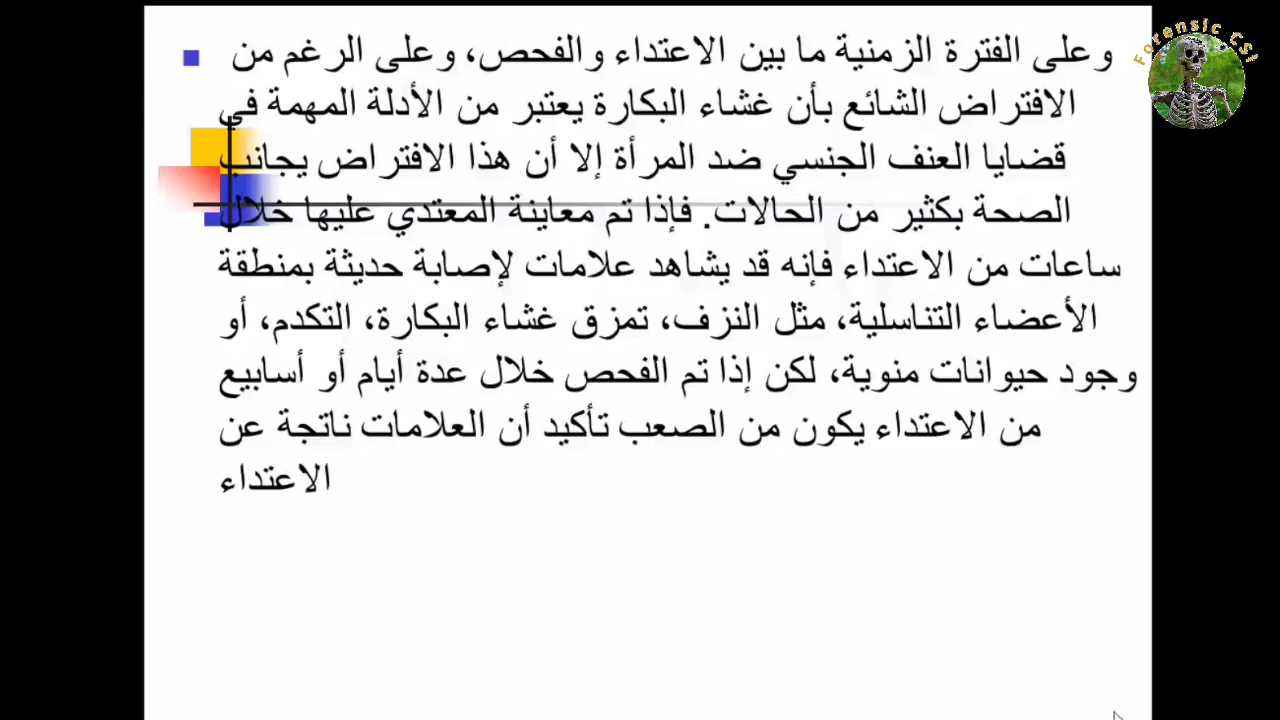 وعلى الفترة الزمنية ما بين الاعتداء والفحص، وعلى الرغم من
الافتراض الشائع بأن غشاء البكارة يعتبر من الأدلة المهمة في
قضايا العنف الجنسي ضد المرأة إلا أن هذا الافتراض يجانب
الصحة بكثير من الحالات. فإذا تم معاينة المعتدي عليها خلال
ساعات من الاعتداء فإنه قد يشاهد علامات لإصابة حديثة بمنطقة
الأعضاء التناسلية، مثل النزف، تمزق غشاء البكارة، التكدم، أو
وجود حيوانات منوية، لكن إذا تم الفحص خلال عدة أيام أو أسابيع
من الاعتداء يكون من الصعب تأكيد أن العلامات ناتجة عن
الاعتداء
Forensic CSI